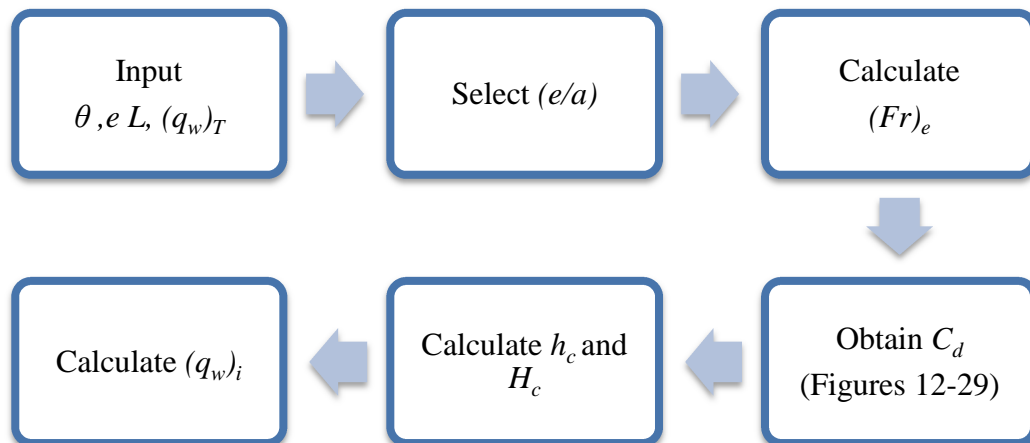 Input
θ ,e L, (q_w)_T
Select (e/a)
Calculate
(Fr)_e
Obtain C_d
(Figures 12-29)
Calculate h_c and
H_c
Calculate (q_w)_i